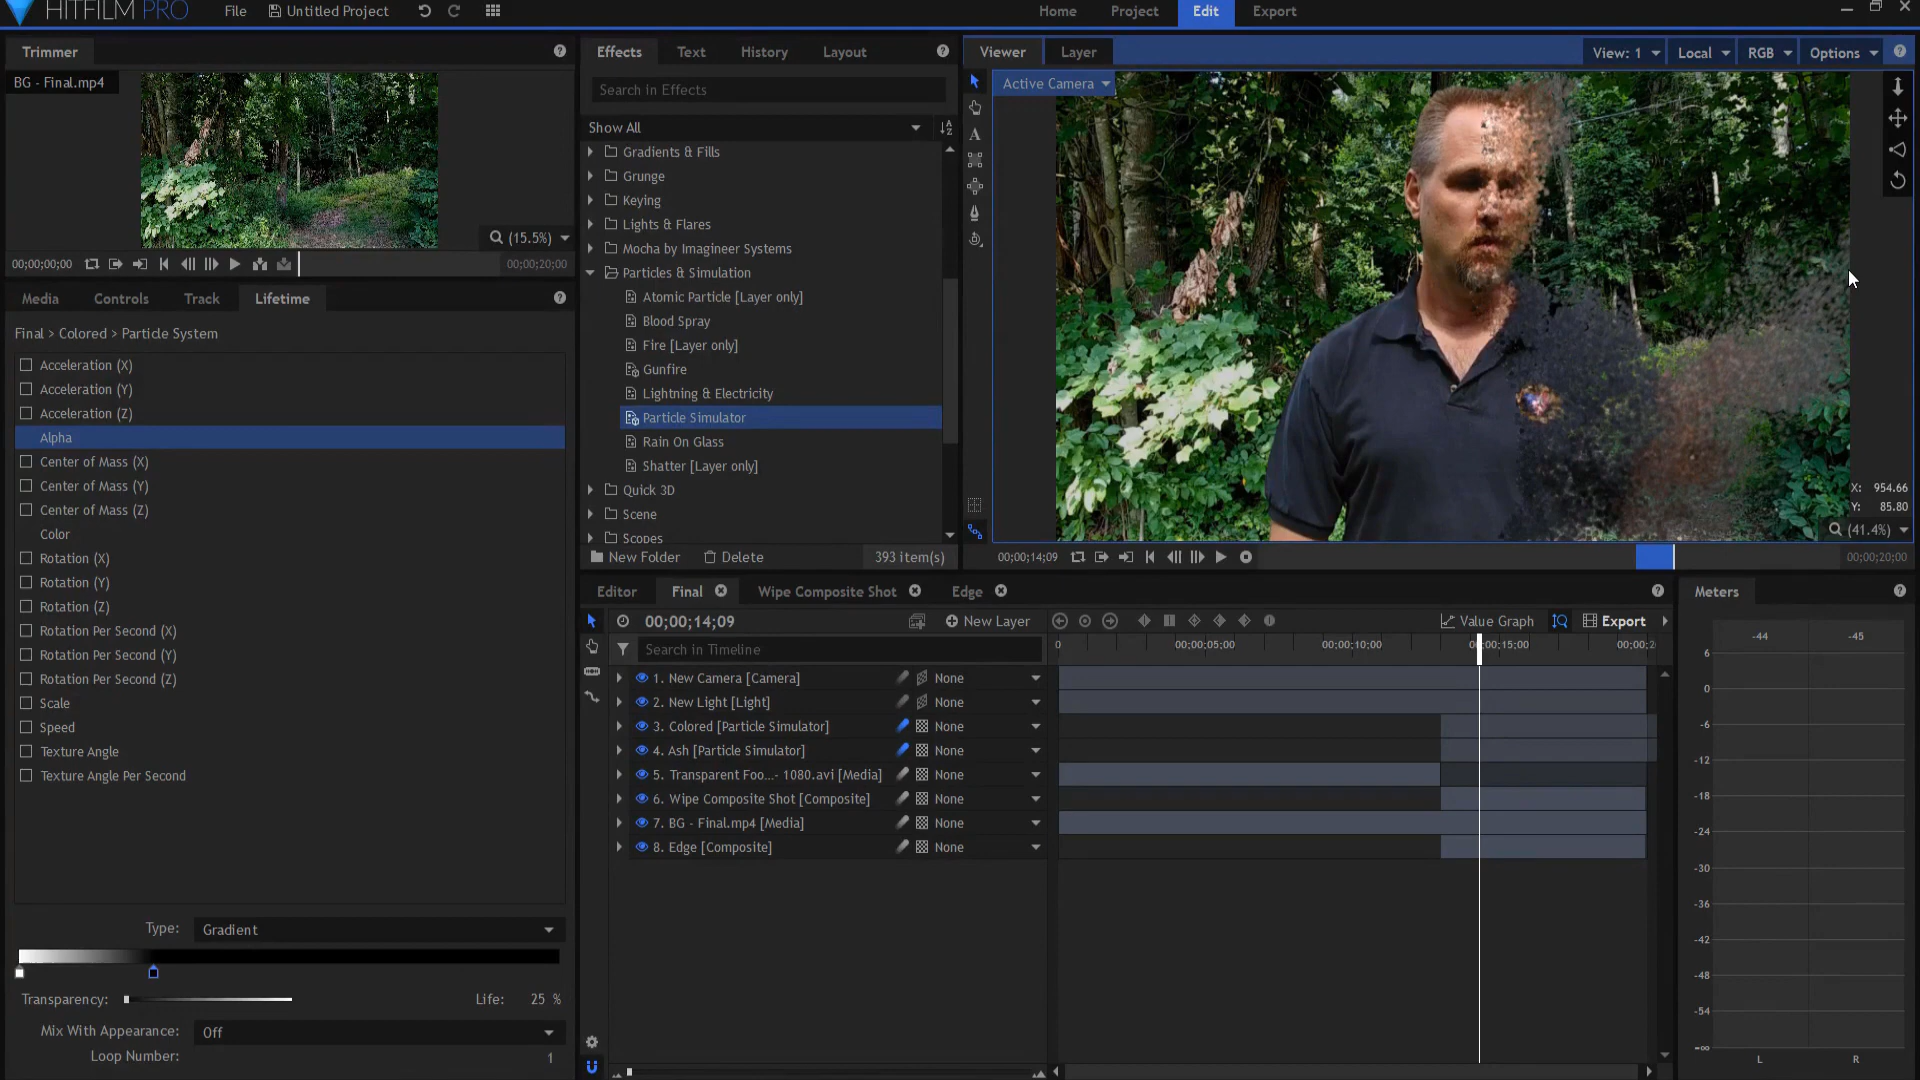 HITFILM PRO
File
Untitled Project
Home
Project
Edit
Export
Trimmer
BG - Final.mp4
(15.5%)
00;00;00;00
00;00;20;00
Media
Controls
Track
Lifetime
Final > Colored > Particle System
Acceleration (X)
Acceleration (Y)
Acceleration (Z)
Alpha
Center of Mass (X)
Center of Mass (Y)
Center of Mass (Z)
Color
Rotation (X)
Rotation (Y)
Rotation (Z)
Rotation Per Second (X)
Rotation Per Second (Y)
Rotation Per Second (Z)
Scale
Speed
Texture Angle
Texture Angle Per Second
Type: Gradient
Transparency:
Life: 25 %
Mix With Appearance: Off
Loop Number: 1
Effects
Text
History
Layout
Search in Effects
Show All
Gradients & Fills
Grunge
Keying
Lights & Flares
Mocha by Imagineer Systems
Particles & Simulation
Atomic Particle [Layer only]
Blood Spray
Fire [Layer only]
Gunfire
Lightning & Electricity
Particle Simulator
Rain On Glass
Shatter [Layer only]
Quick 3D
Scene
Scopes
New Folder
Delete
393 item(s)
Viewer
Layer
View: 1
Local
RGB
Options
Active Camera
X: 954.66
Y: 85.80
(41.4%)
00;00;14;09
00;00;20;00
Editor
Final
Wipe Composite Shot
Edge
00;00;14;09
New Layer
Value Graph
Export
Search in Timeline
0
00;00;05;00
00;00;10;00
00;00;15;00
1. New Camera [Camera] None
2. New Light [Light] None
3. Colored [Particle Simulator] None
4. Ash [Particle Simulator] None
5. Transparent Foo...- 1080.avi [Media] None
6. Wipe Composite Shot [Composite] None
7. BG - Final.mp4 [Media] None
8. Edge [Composite] None
Meters
-44
-45
6
0
-6
-12
-18
-24
-30
-36
-42
-48
-54
-∞
L
R